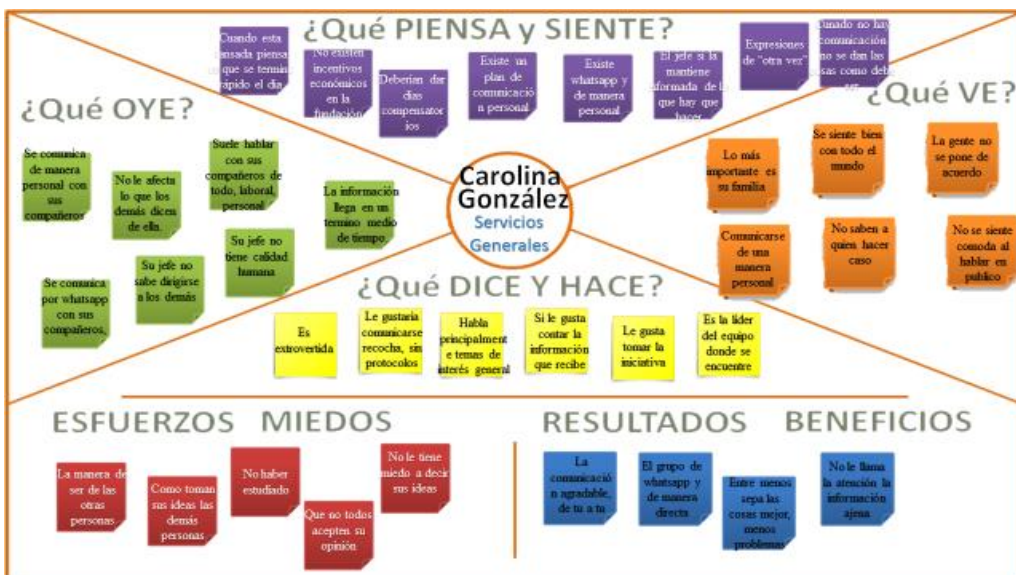 ¿Qué PIENSA y SIENTE?
Cuando esta
cansada piensa
que se termine
rápido el día
No existen
incentivos
económicos
en la
fundación
Deberían dar
días
compensator
ios
Existe un
plan de
comunicació
n personal
Existe
whatsapp y
de manera
personal
El jefe si la
mantiene
informada de lo
que hay que
hacer
Expresiones
de "otra vez"
no hay
comunicación
no se dan las
cosas como
¿Qué OYE?
Se comunica
de manera
personal con
sus
compañeros
No le afecta
lo que los
demás dicen
de ella.
Suele hablar
con sus
compañeros de
todo, laboral,
personal
La información
llega en un
termino medio
de tiempo
Se comunica
por whatsapp
con sus
compañeros,
Su jefe no
sabe dirigirse
a los demás
Su jefe no
tiene calidad
humana
Carolina
González
Servicios
Generales
¿Qué VE?
Lo más
importante es
su familia
Se siente bien
con todo el
mundo
La gente no
se pone de
acuerdo
Comunicarse
de una
manera
personal
No saben a
quien hacer
caso
No se siente
comoda al
hablar en
publico
¿Qué DICE Y HACE?
Es
extrovertida
Le gustaria
comunicarse
recocha, sin
protocolos
Habla
principalment
e temas de
interés general
Si le gusta
contar la
información
que recibe
Le gusta
tomar la
iniciativa
Es la líder
del equipo
donde se
encuentre
ESFUERZOS MIEDOS
La manera de
ser de las
otras
personas.
Como toman
sus ideas las
demás
personas
No haber
estudiado
Que no todos
acepten su
opinión
No le tiene
miedo a decir
sus ideas
RESULTADOS BENEFICIOS
La
comunicació
n agradable,
de tu a tu
El grupo de
whatsapp y
de manera
directa
Entre menos
sepa las
cosas mejor,
menos
problemas
No le llama
la atención la
información
ajena